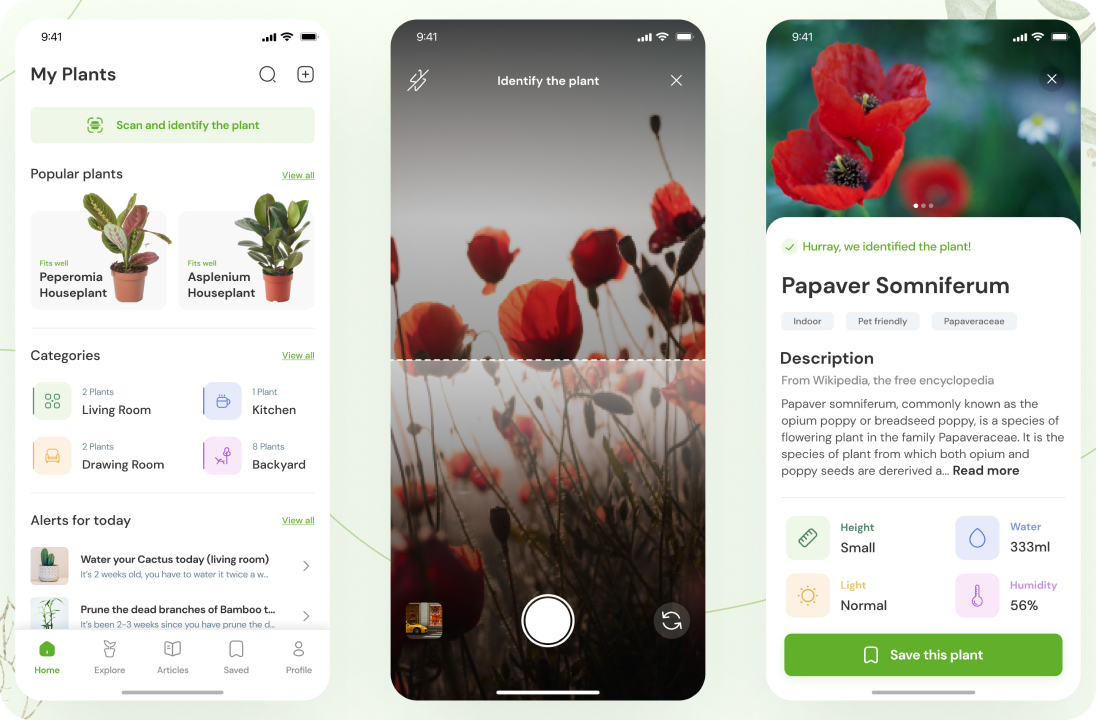 9:41
My Plants
Scan and identify the plant
Popular plants
View all
Fits well
Peperomia
Houseplant
Fits well
Asplenium
Houseplant
Categories
View all
2 Plants
Living Room
1 Plant
Kitchen
2 Plants
Drawing Room
8 Plants
Backyard
Alerts for today
View all
Water your Cactus today (living room)
It's 2 weeks old, you have to water it twice a w...
Prune the dead branches of Bamboo t...
It's been 2-3 weeks since you have prune the d...
Home
Explore
Articles
Saved
Profile
9:41
Identify the plant
9:41
Hurray, we identified the plant!
Papaver Somniferum
Indoor
Pet friendly
Papaveraceae
Description
From Wikipedia, the free encyclopedia
Papaver somniferum, commonly known as the
opium poppy or breadseed poppy, is a species of
flowering plant in the family Papaveraceae. It is the
species of plant from which both opium and
poppy seeds are dererived a... Read more
Height
Small
Water
333ml
Light
Normal
Humidity
56%
Save this plant